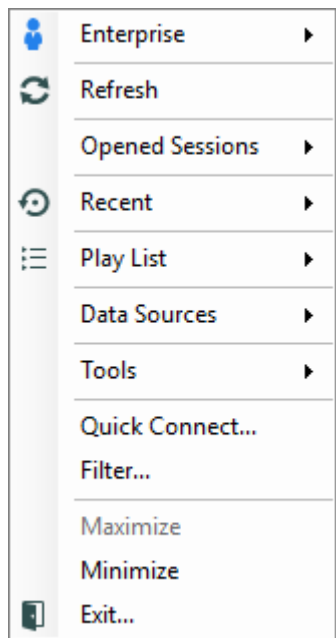 Enterprise
Refresh
Opened Sessions
Recent
Play List
Data Sources
Tools
Quick Connect...
Filter...
Maximize
Minimize
Exit...